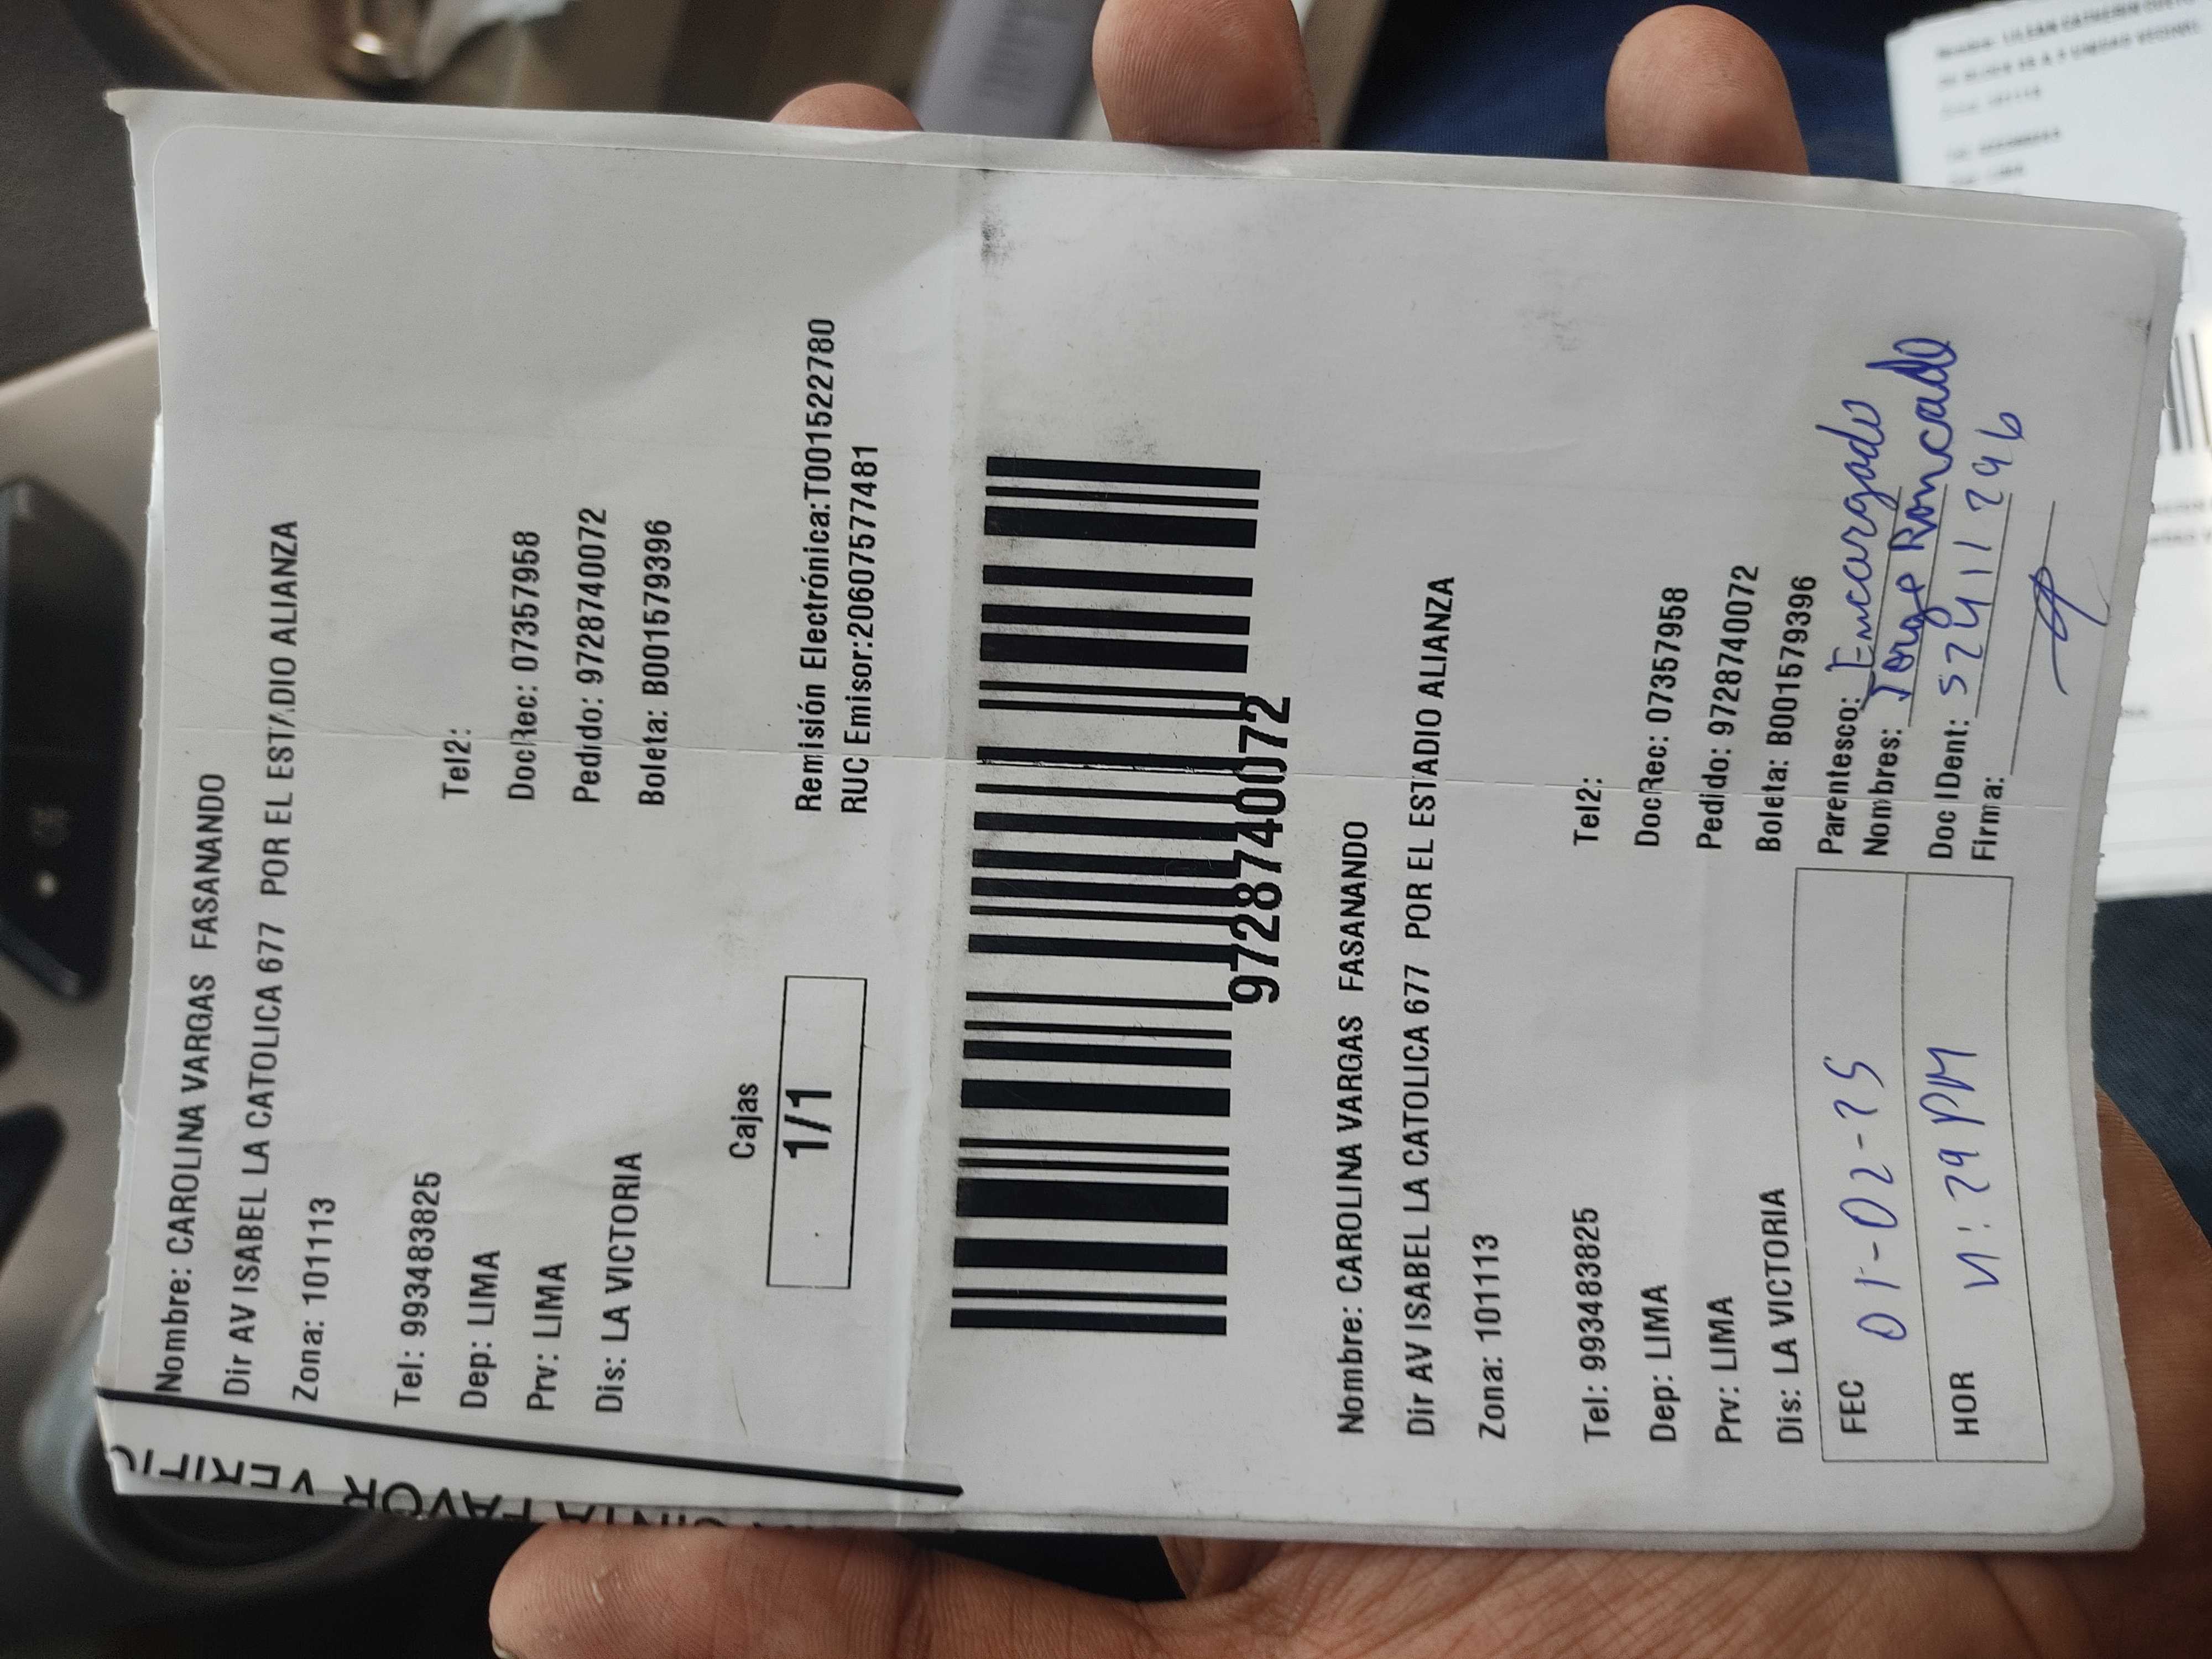 Nombre: CAROLINA VARGAS FASANANDO
Dir AV ISABEL LA CATOLICA 677 POR EL ESTADIO ALIANZA
Zona: 101113
Tel: 993483825 Tel2:
Dep: LIMA DocRec: 07357958
Prv: LIMA Pedido: 9728740072
Dis: LA VICTORIA Boleta: B001579396
Cajas
1/1
Remisión Electrónica:T001522780
RUC Emisor:20607577481
9728740072
Nombre: CAROLINA VARGAS FASANANDO
Dir AV ISABEL LA CATOLICA 677 POR EL ESTADIO ALIANZA
Zona: 101113
Tel: 993483825 Tel2:
Dep: LIMA DocRec: 07357958
Prv: LIMA Pedido: 9728740072
Dis: LA VICTORIA Boleta: B001579396
FEC 01-02-25 Parentesco: Encargado
Nombres: Jorge
HOR :29 PM Doc IDent:
Firma:
FAVOR